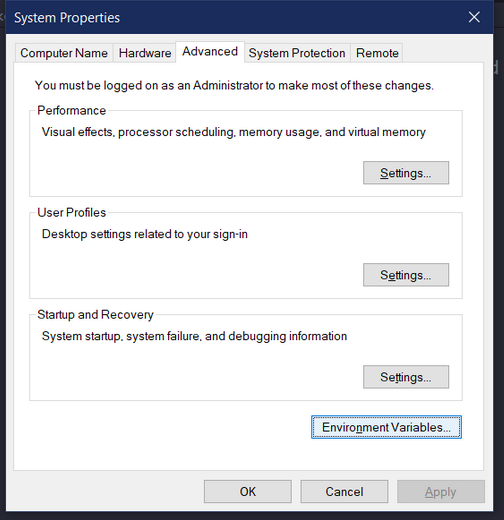 System Properties
Computer Name Hardware Advanced System Protection Remote
You must be logged on as an Administrator to make most of these changes.
Performance
Visual effects, processor scheduling, memory usage, and virtual memory
Settings...
User Profiles
Desktop settings related to your sign-in
Settings...
Startup and Recovery
System startup, system failure, and debugging information
Settings...
Environment Variables...
OK Cancel Apply